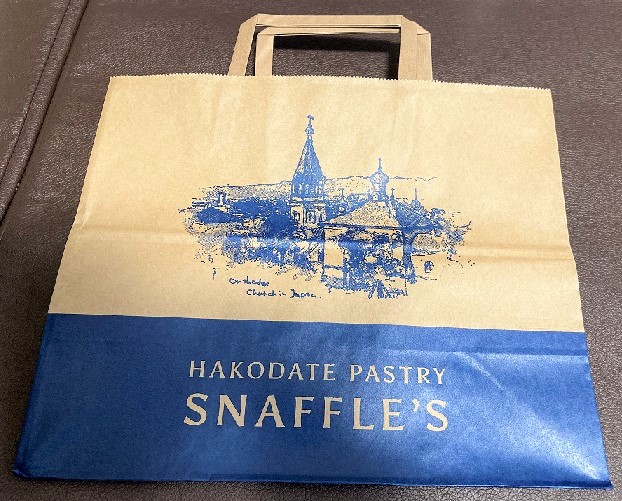 Orthodox
Church in Japan.
HAKODATE PASTRY
SNAFFLE'S